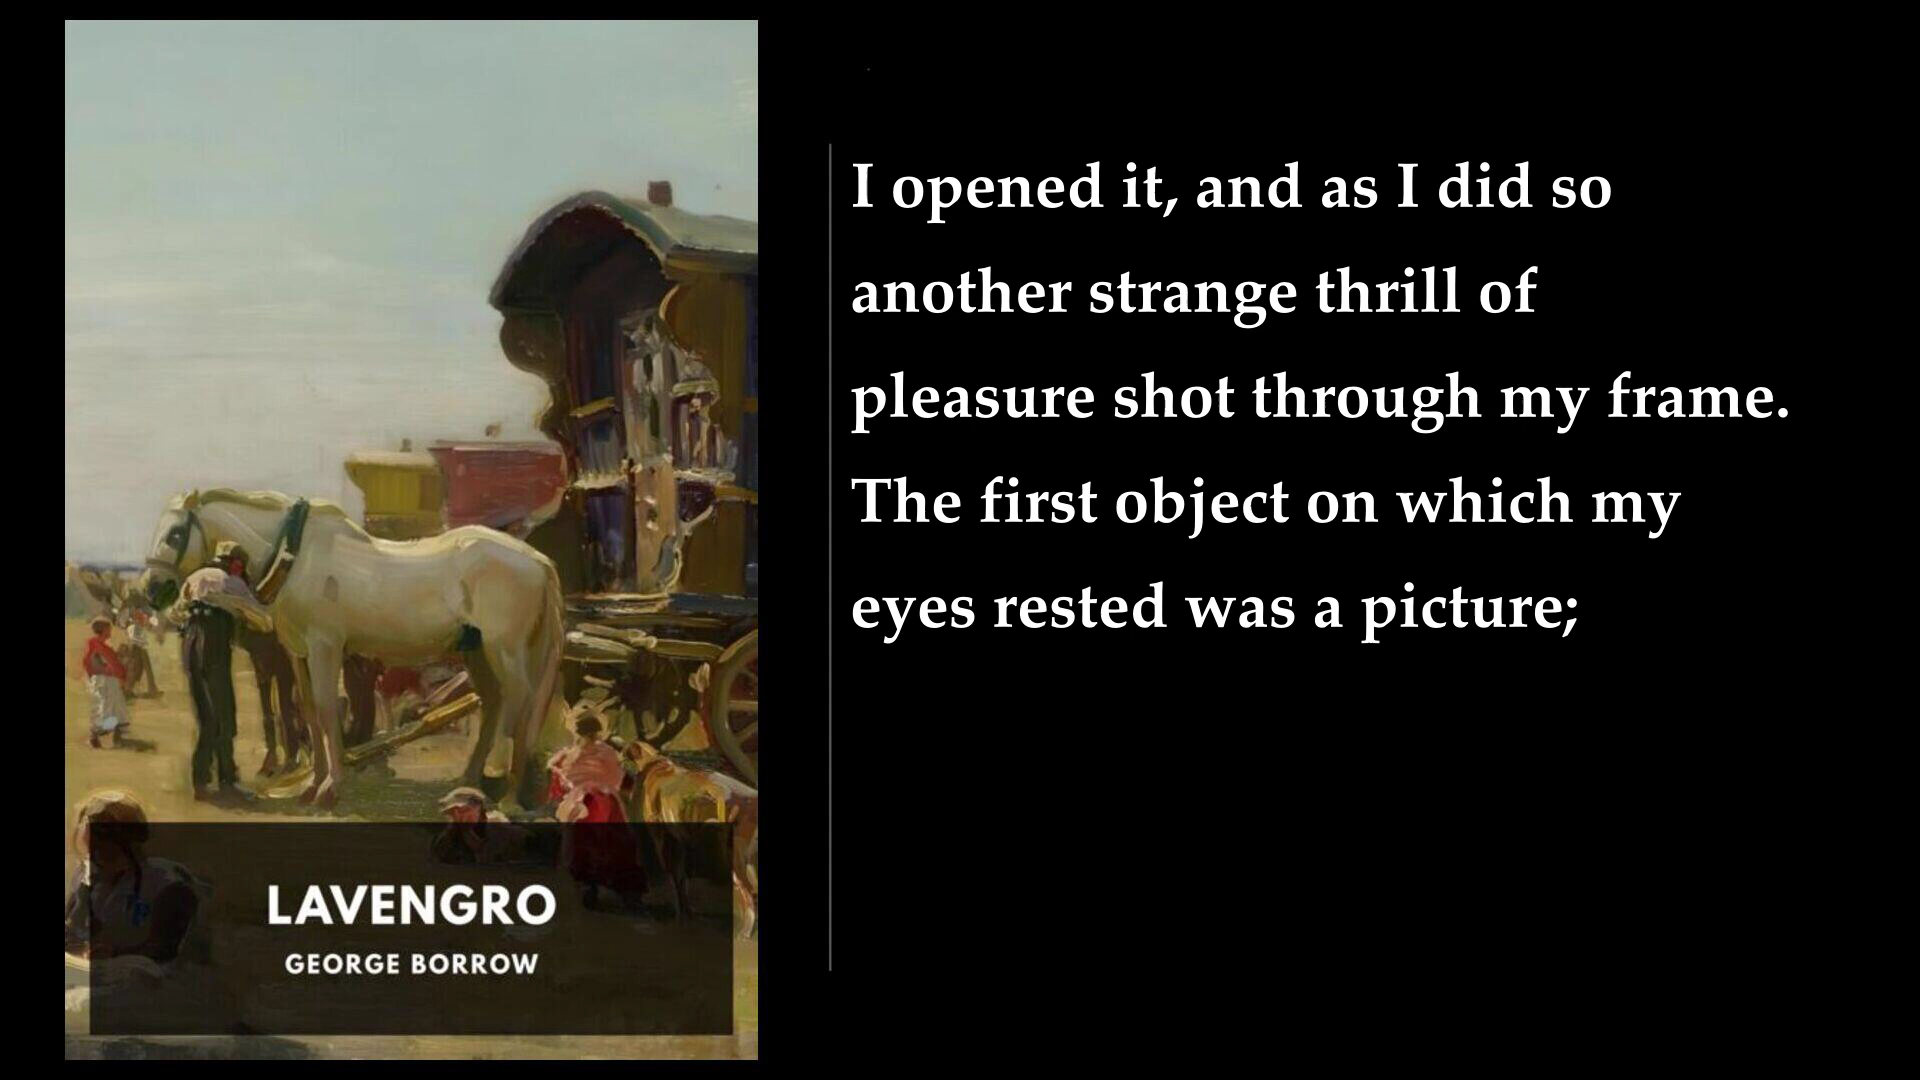 I opened it, and as I did so
another strange thrill of
pleasure shot through my frame.
The first object on which my
eyes rested was a picture;
LAVENGRO
GEORGE BORROW